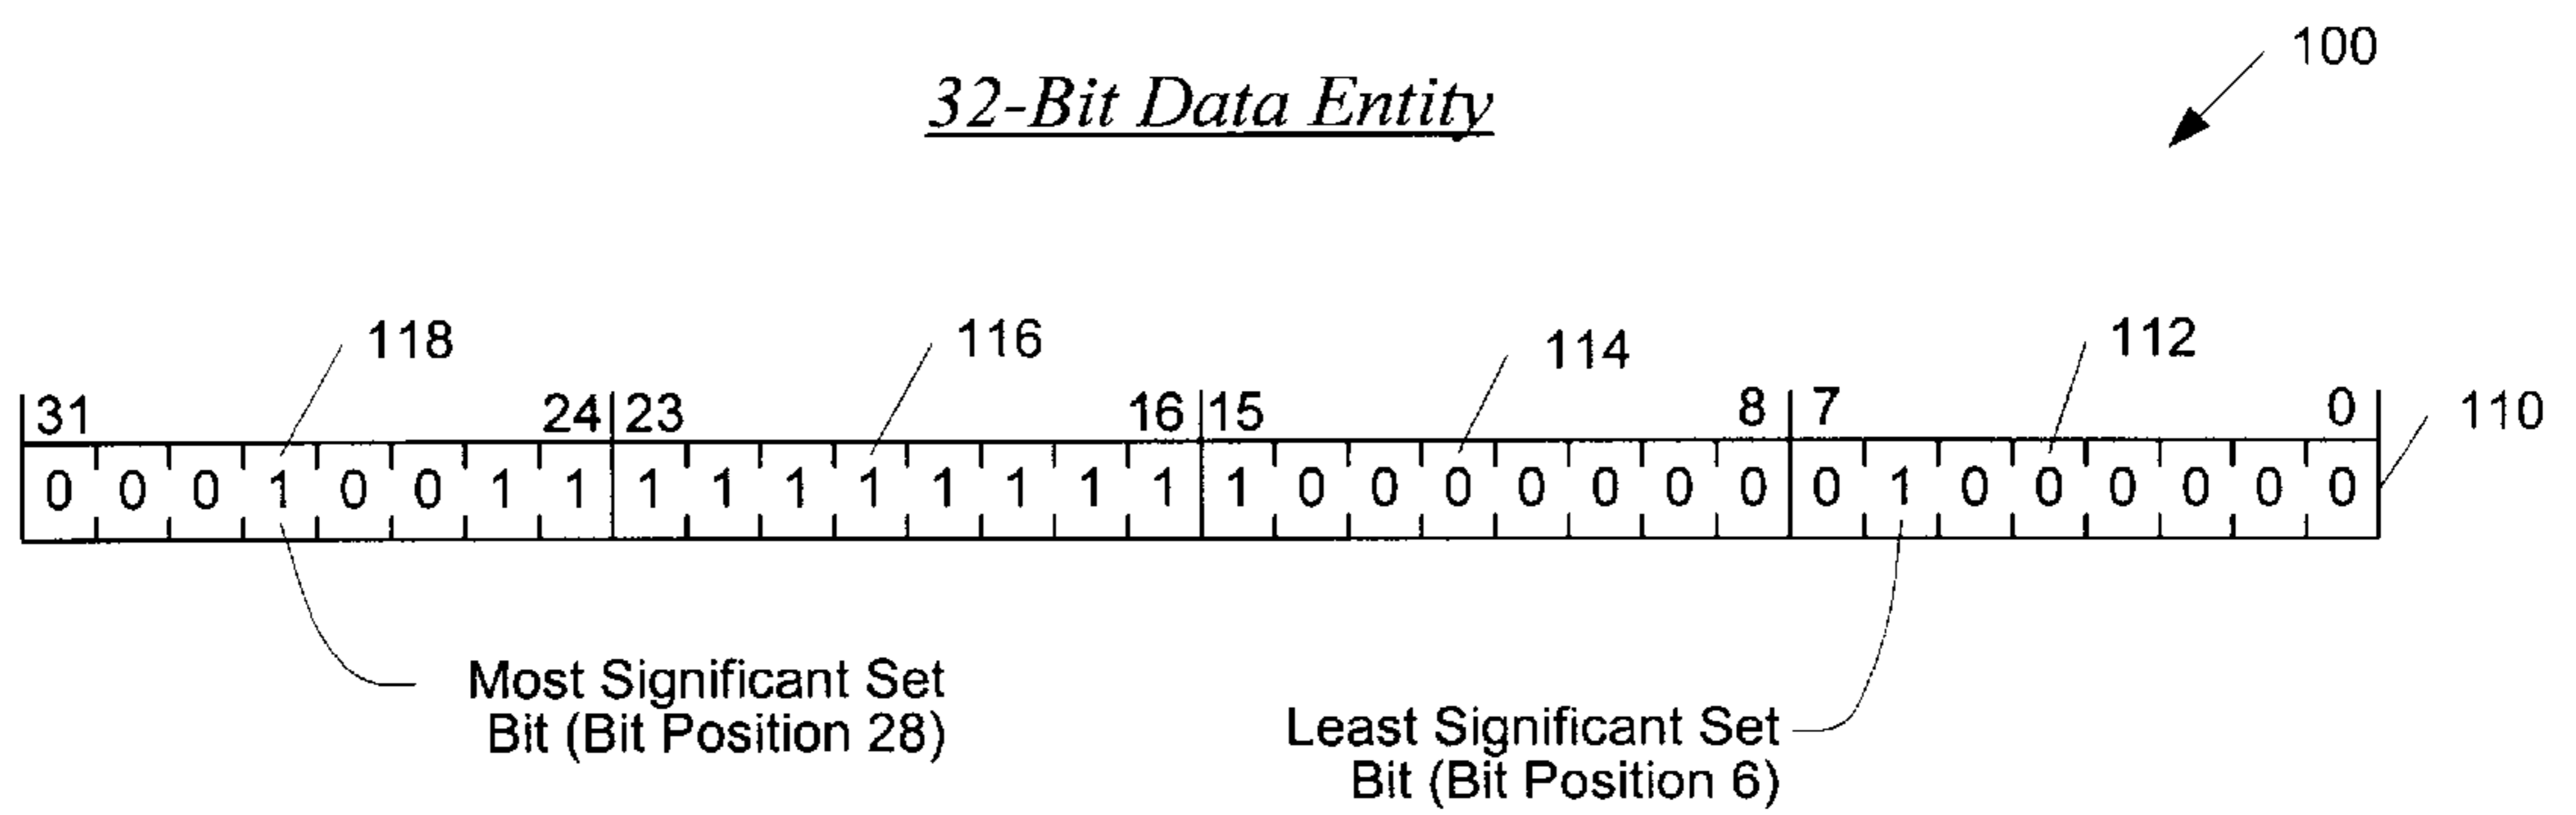 100
32-Bit Data Entity
118 116 114 112
31 24 23 16 15 8 7 0 110
0 0 0 1 0 0 1 1 1 1 1 1 1 1 1 1 1 0 0 0 0 0 0 0 0 1 0 0 0 0 0 0
Most Significant Set
Bit (Bit Position 28)
Least Significant Set
Bit (Bit Position 6)